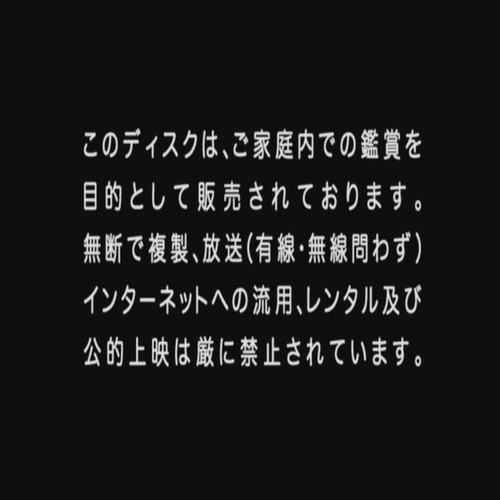 このディスクは、ご家庭内での鑑賞を
目的として販売されております。
無断で複製、放送(有線・無線問わず)
インターネットへの流用、レンタル及び
公的上映は厳に禁止されています。